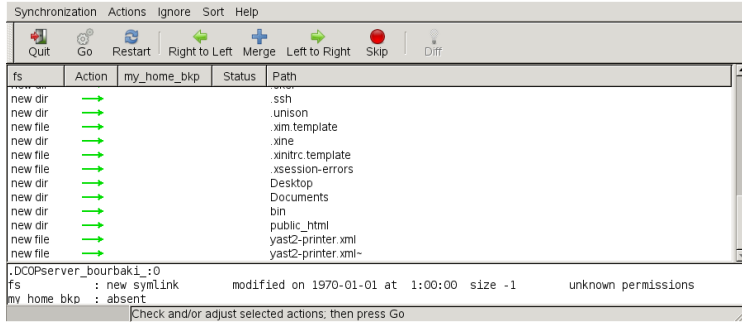 Synchronization Actions Ignore Sort Help
Quit Go Restart Right to Left Merge Left to Right Skip Diff
fs Action my_home_bkp Status Path
new dir .ssh
new dir .unison
new file .xim.template
new dir .xine
new file .xinitrc.template
new file .xsession-errors
new dir Desktop
new dir Documents
new dir bin
new dir public_html
new file yast2-printer.xml
new file yast2-printer.xml~
.DCOPserver_bourbaki_:0
fs : new symlink modified on 1970-01-01 at 1:00:00 size -1 unknown permissions
my_home_bkp : absent
Check and/or adjust selected actions; then press Go